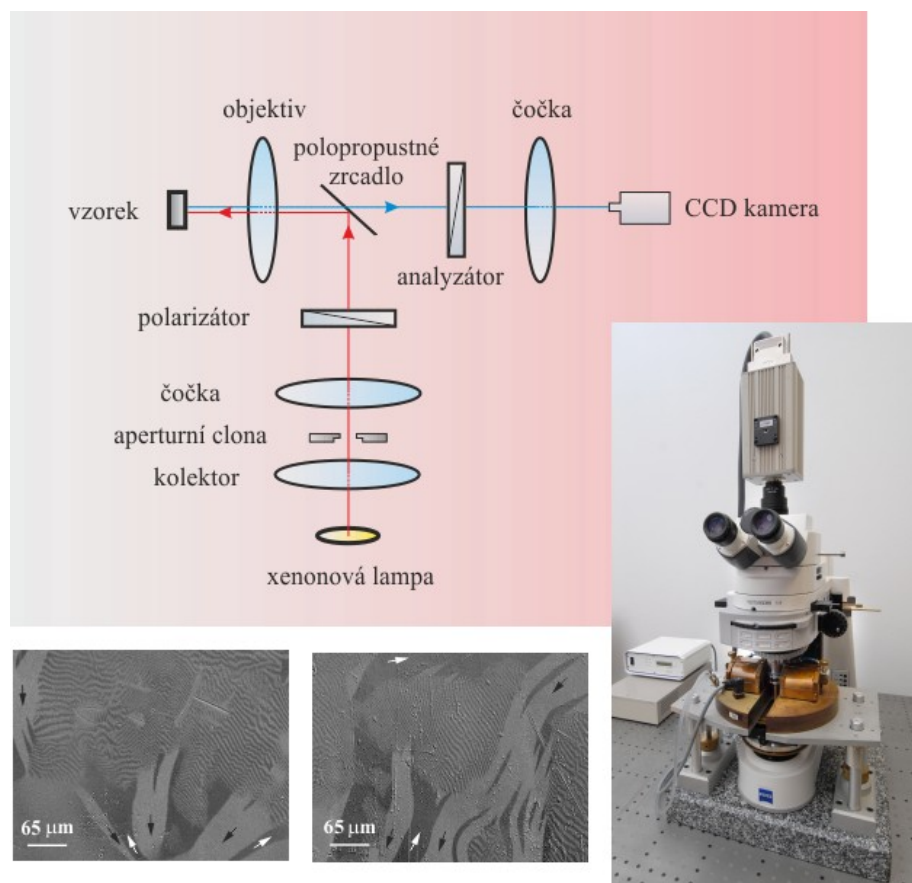 objektiv
čočka
polopropustné
zrcadlo
vzorek
CCD kamera
analyzátor
polarizátor
čočka
aperturní clona
kolektor
xenonová lampa
65 µm
65 µm
ZEISS